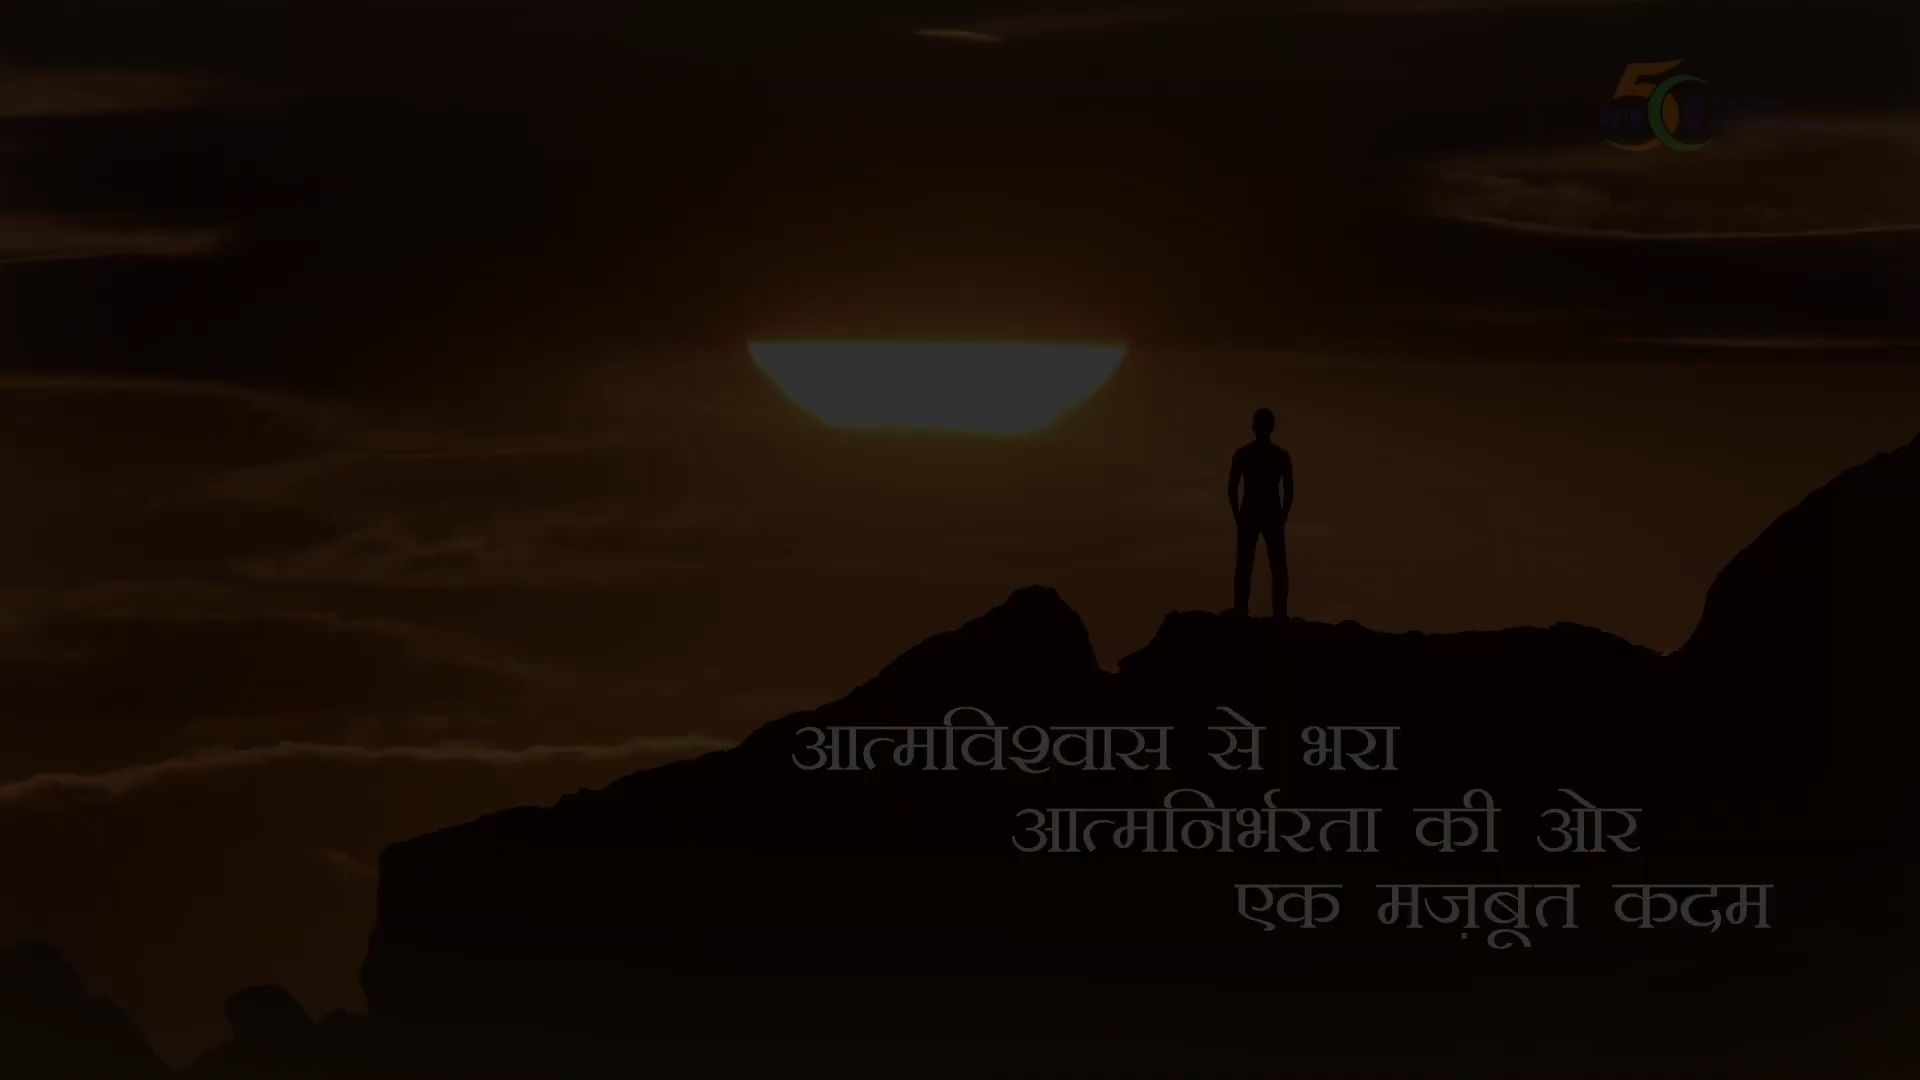 आत्मविश्वास से भरा
आत्मनिर्भरता की ओर
एक मज़बूत कदम